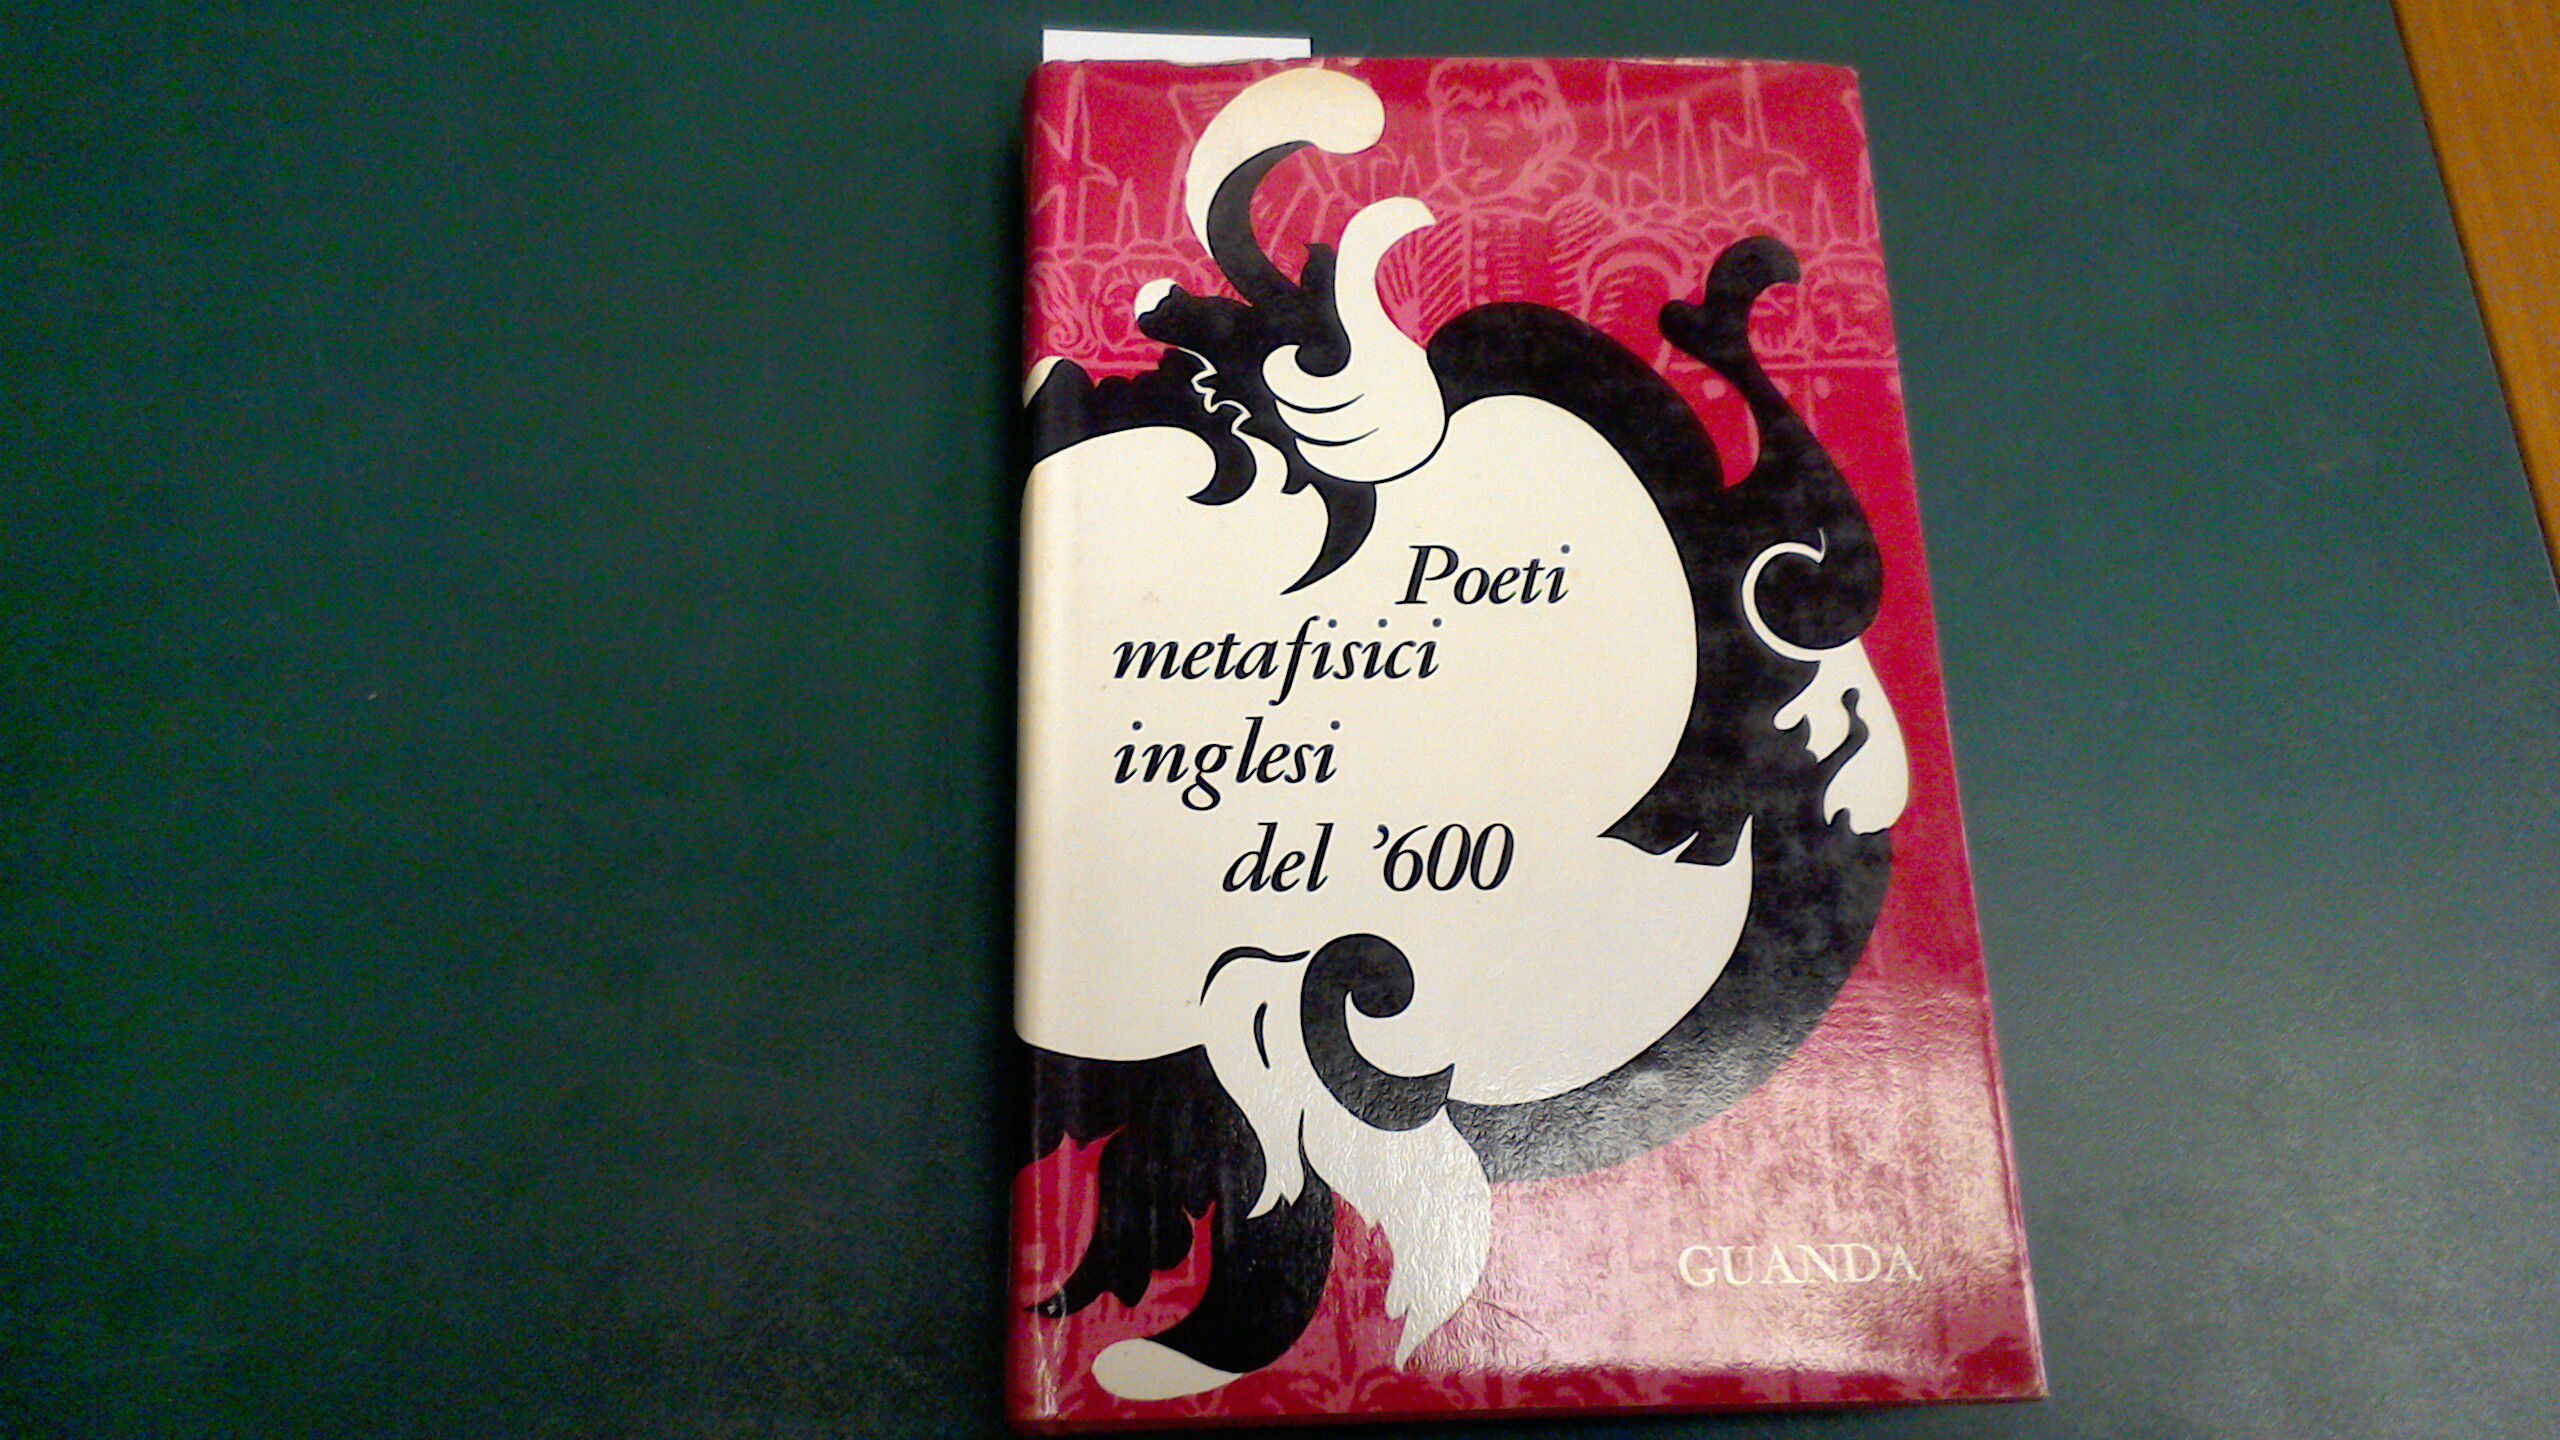 Poeti
metafisici
inglesi
del ’600
GUANDA